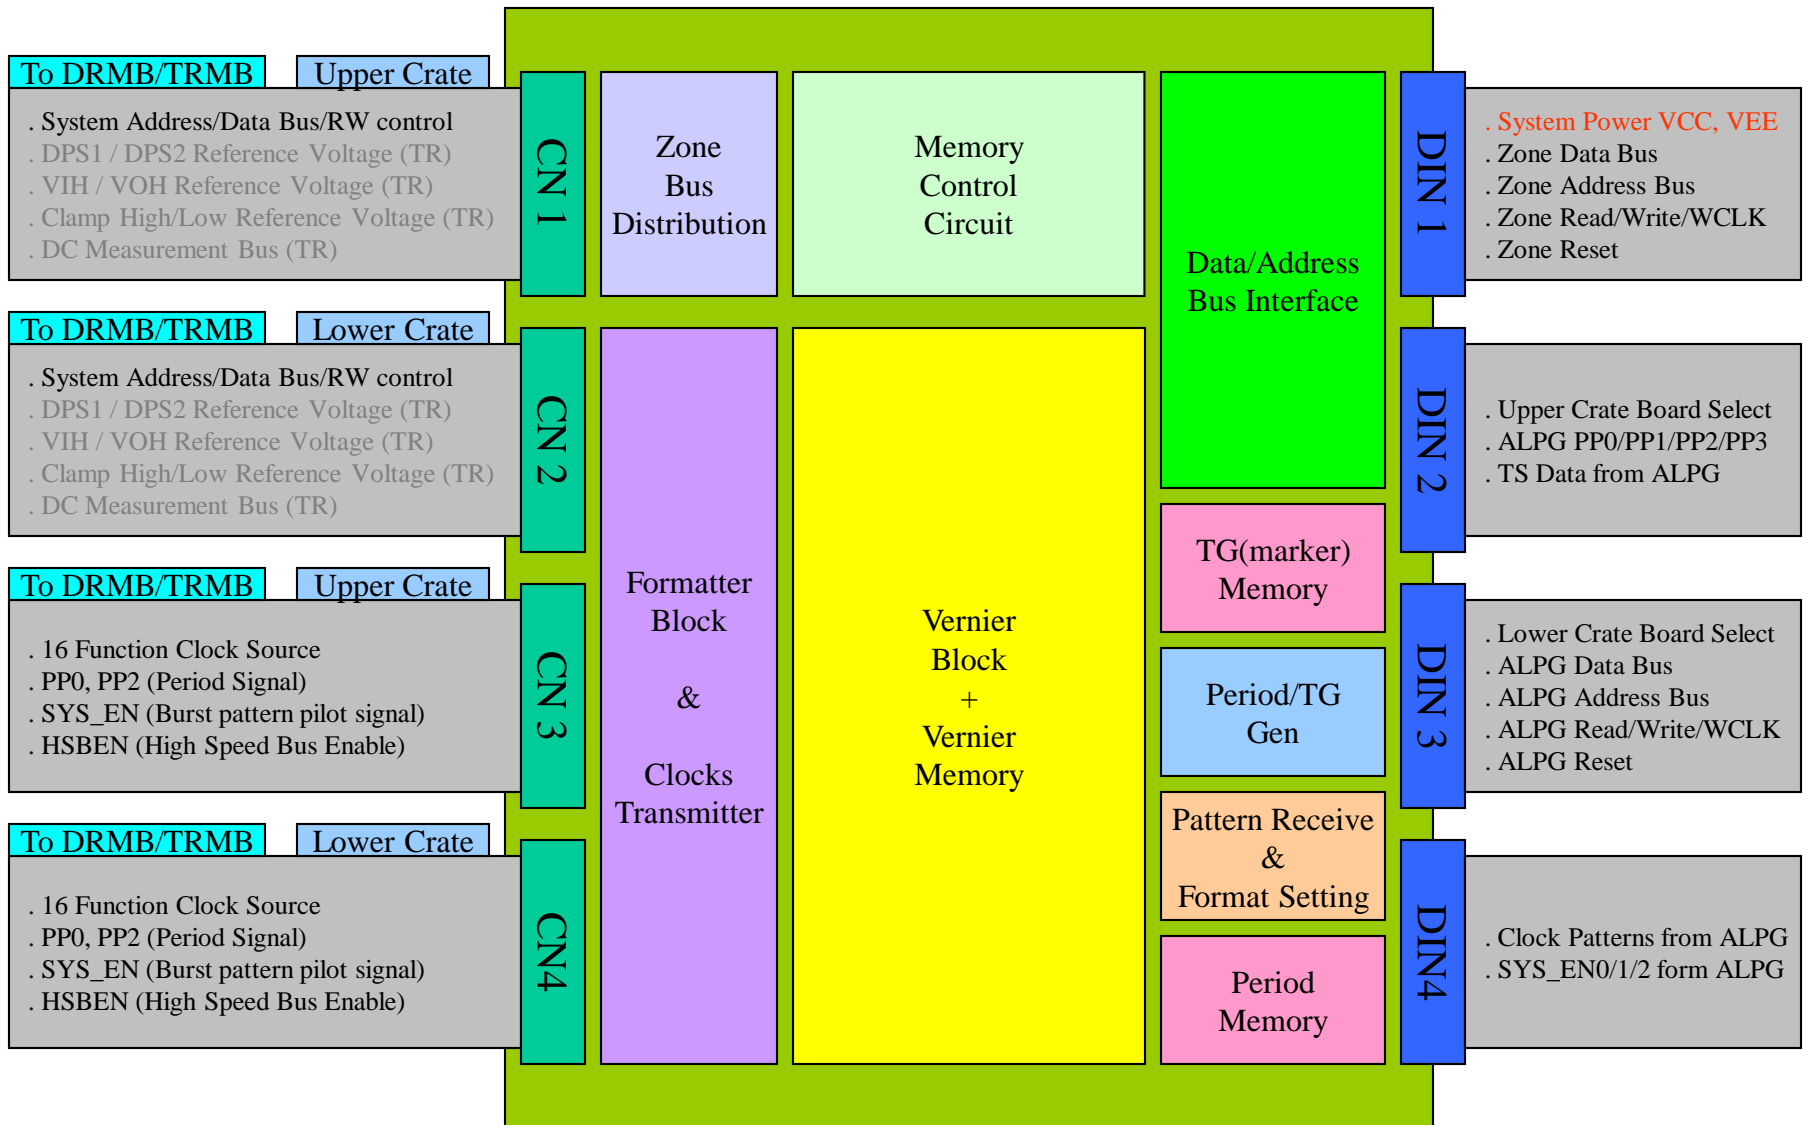 To DRMB/TRMB
Upper Crate
. System Address/Data Bus/RW control
. DPS1 / DPS2 Reference Voltage (TR)
. VIH / VOH Reference Voltage (TR)
. Clamp High/Low Reference Voltage (TR)
. DC Measurement Bus (TR)
CN 1
To DRMB/TRMB
Lower Crate
. System Address/Data Bus/RW control
. DPS1 / DPS2 Reference Voltage (TR)
. VIH / VOH Reference Voltage (TR)
. Clamp High/Low Reference Voltage (TR)
. DC Measurement Bus (TR)
CN 2
To DRMB/TRMB
Upper Crate
. 16 Function Clock Source
. PP0, PP2 (Period Signal)
. SYS_EN (Burst pattern pilot signal)
. HSBEN (High Speed Bus Enable)
CN 3
To DRMB/TRMB
Lower Crate
. 16 Function Clock Source
. PP0, PP2 (Period Signal)
. SYS_EN (Burst pattern pilot signal)
. HSBEN (High Speed Bus Enable)
CN4
Zone
Bus
Distribution
Formatter
Block
&
Clocks
Transmitter
Memory
Control
Circuit
Vernier
Block
+
Vernier
Memory
Data/Address
Bus Interface
TG(marker)
Memory
Period/TG
Gen
Pattern Receive
&
Format Setting
Period
Memory
DIN 1
. System Power VCC, VEE
. Zone Data Bus
. Zone Address Bus
. Zone Read/Write/WCLK
. Zone Reset
DIN 2
. Upper Crate Board Select
. ALPG PP0/PP1/PP2/PP3
. TS Data from ALPG
DIN 3
. Lower Crate Board Select
. ALPG Data Bus
. ALPG Address Bus
. ALPG Read/Write/WCLK
. ALPG Reset
DIN4
. Clock Patterns from ALPG
. SYS_EN0/1/2 form ALPG